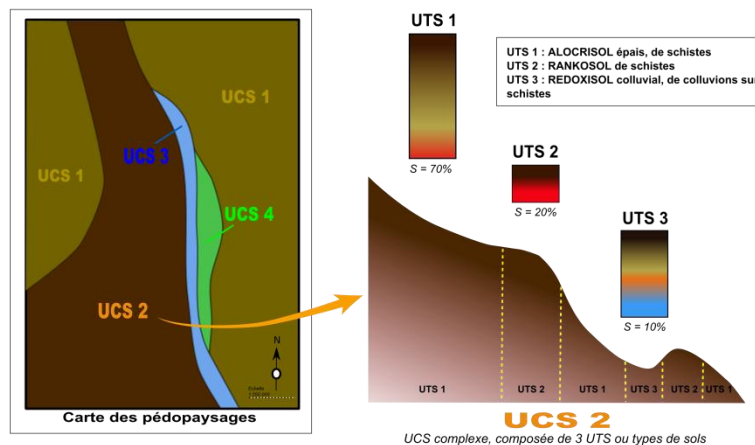 UCS 1
UCS 3
UCS 1
UCS 4
UCS 2
N
Carte des pédopaysages
UTS 1
S = 70%
UTS 2
S = 20%
UTS 3
S = 10%
UTS 1 : ALOCRISOL épais, de schistes
UTS 2 : RANKOSOL de schistes
UTS 3 : REDOXISOL colluvial, de colluvions sur
schistes
UTS 1
UTS 2
UTS 1
UTS 3
UTS 2
UTS 1
UCS 2
UCS complexe, composée de 3 UTS ou types de sols